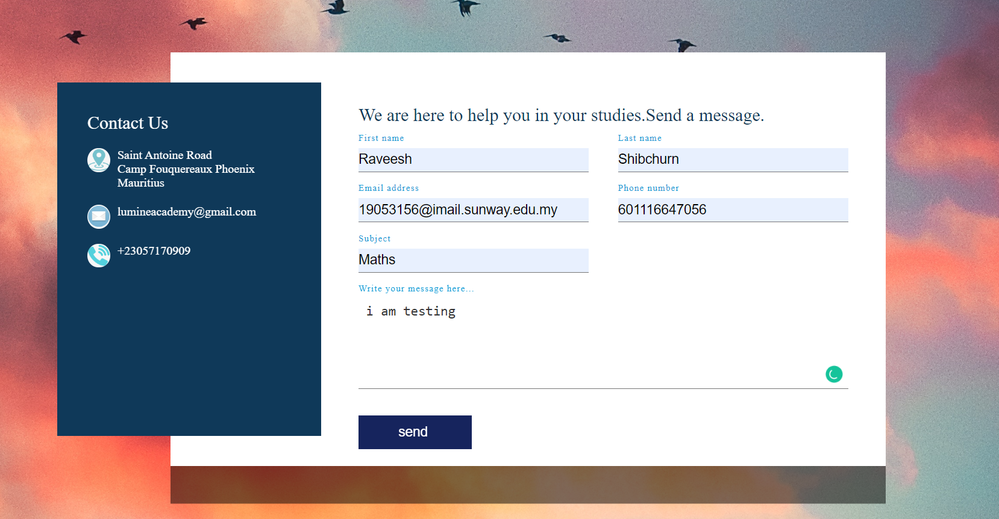 Contact Us
Saint Antoine Road
Camp Fouquereaux Phoenix
Mauritius
lumineacademy@gmail.com
+23057170909
We are here to help you in your studies.Send a message.
First name
Last name
Raveesh
Shibchurn
Email address
Phone number
19053156@imail.sunway.edu.my
601116647056
Subject
Maths
Write your message here...
i am testing
send